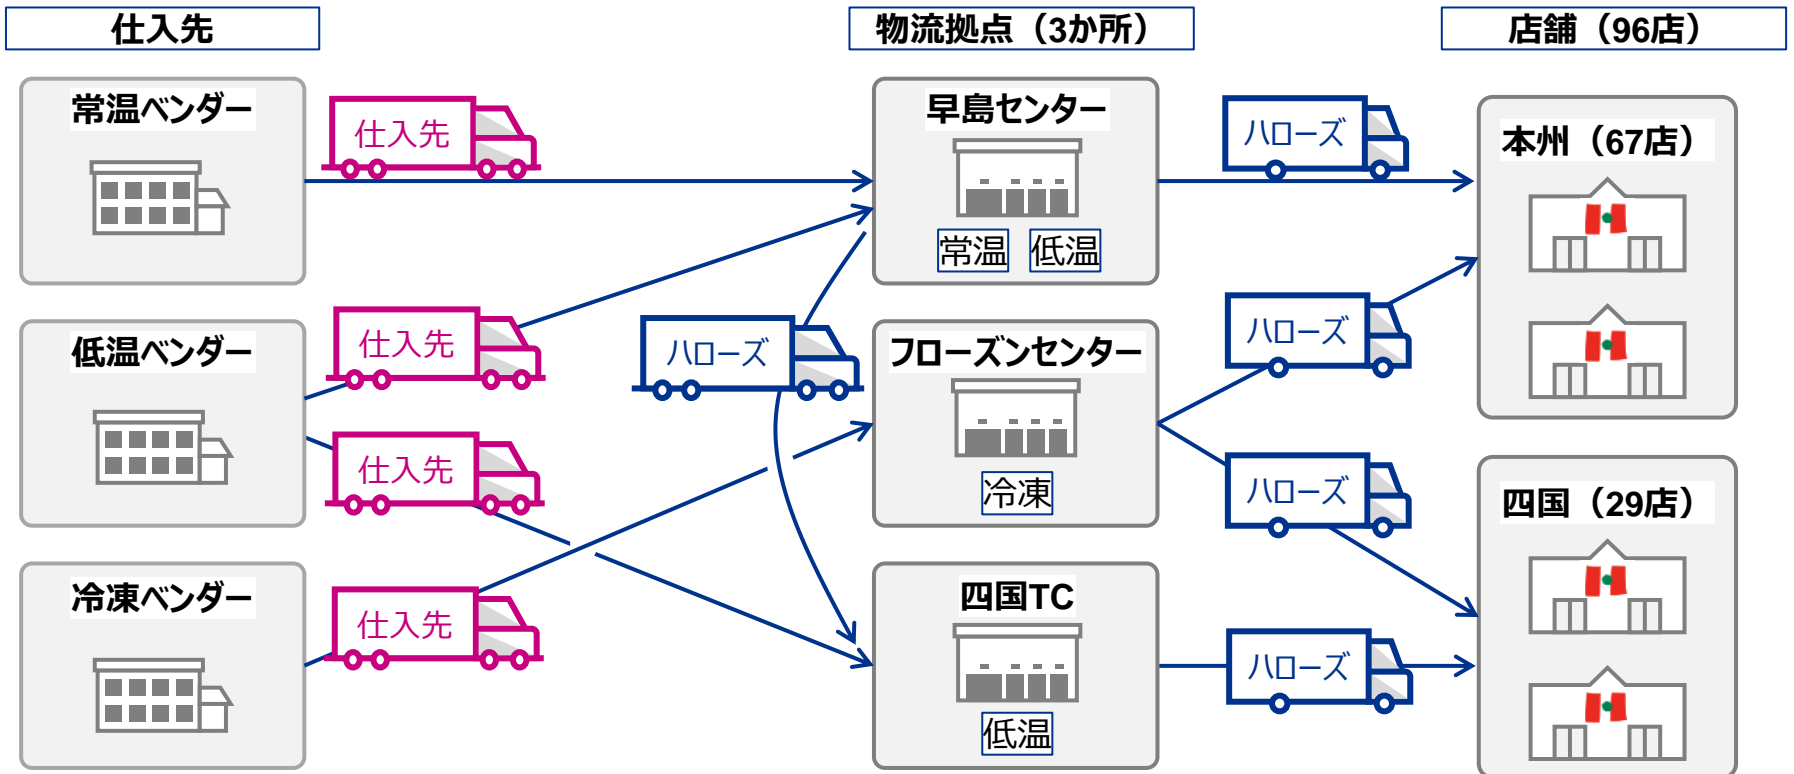 仕入先
物流拠点（3か所）
店舗（96店）
常温ベンダー
仕入先
早島センター
常温
低温
ハローズ
本州（67店）
低温ベンダー
仕入先
仕入先
ハローズ
フローズンセンター
冷凍
ハローズ
ハローズ
四国（29店）
冷凍ベンダー
仕入先
四国TC
低温
ハローズ